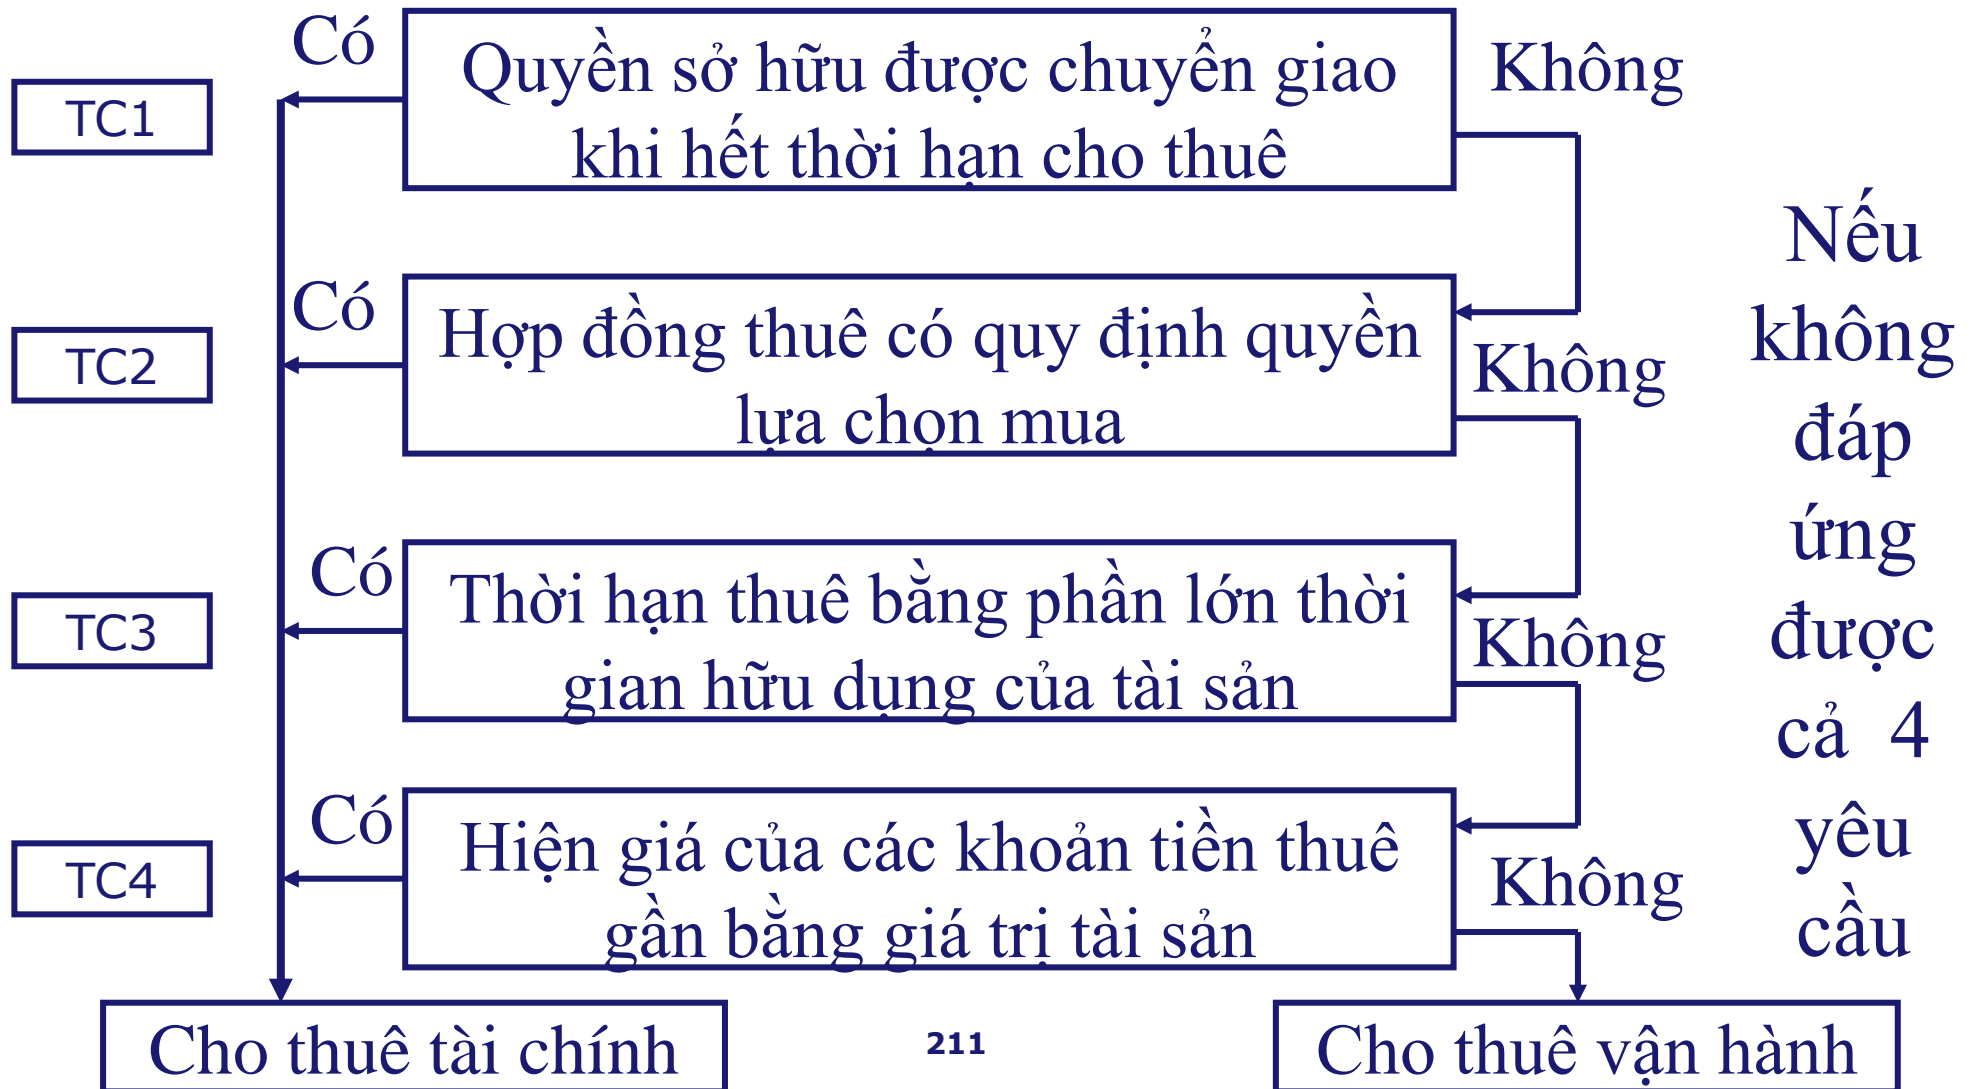 Có
Quyền sở hữu được chuyển giao
khi hết thời hạn cho thuê
Không
TC1
Có
Hợp đồng thuê có quy định quyền
lựa chọn mua
Không
TC2
Có
Thời hạn thuê bằng phần lớn thời
gian hữu dụng của tài sản
Không
TC3
Có
Hiện giá của các khoản tiền thuê
gần bằng giá trị tài sản
Không
TC4
Nếu
không
đáp
ứng
được
cả 4
yêu
cầu
Cho thuê tài chính
211
Cho thuê vận hành